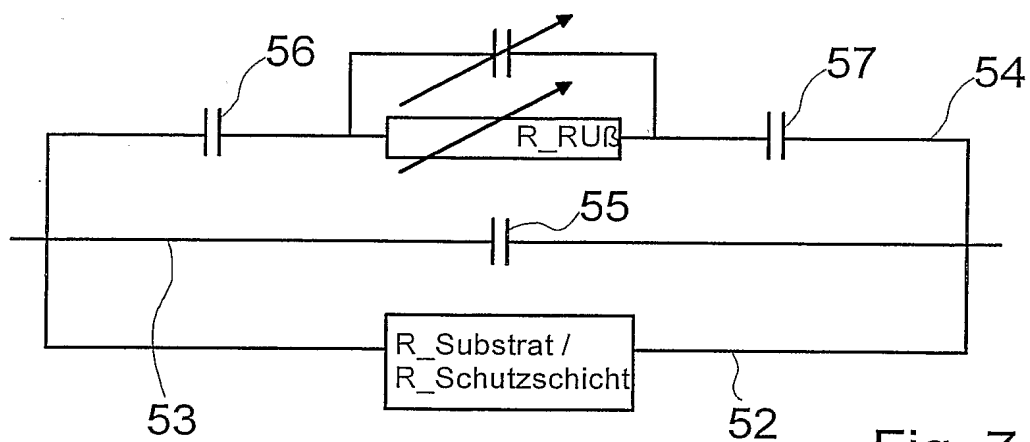 56
57
54
R_RUß
55
R_Substrat /
R_Schutzschicht
53
52
Fig. 7